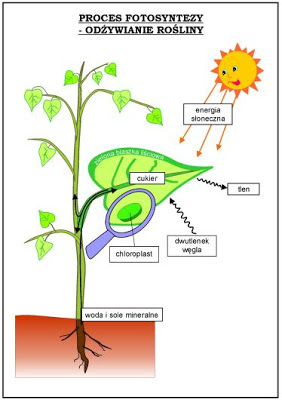 PROCES FOTOSYNTEZY
- ODŻYWIANIE ROŚLINY
energia
słoneczna
zielona blaszka liściowa
cukier
tlen
dwutlenek
węgla
chloroplast
woda i sole mineralne